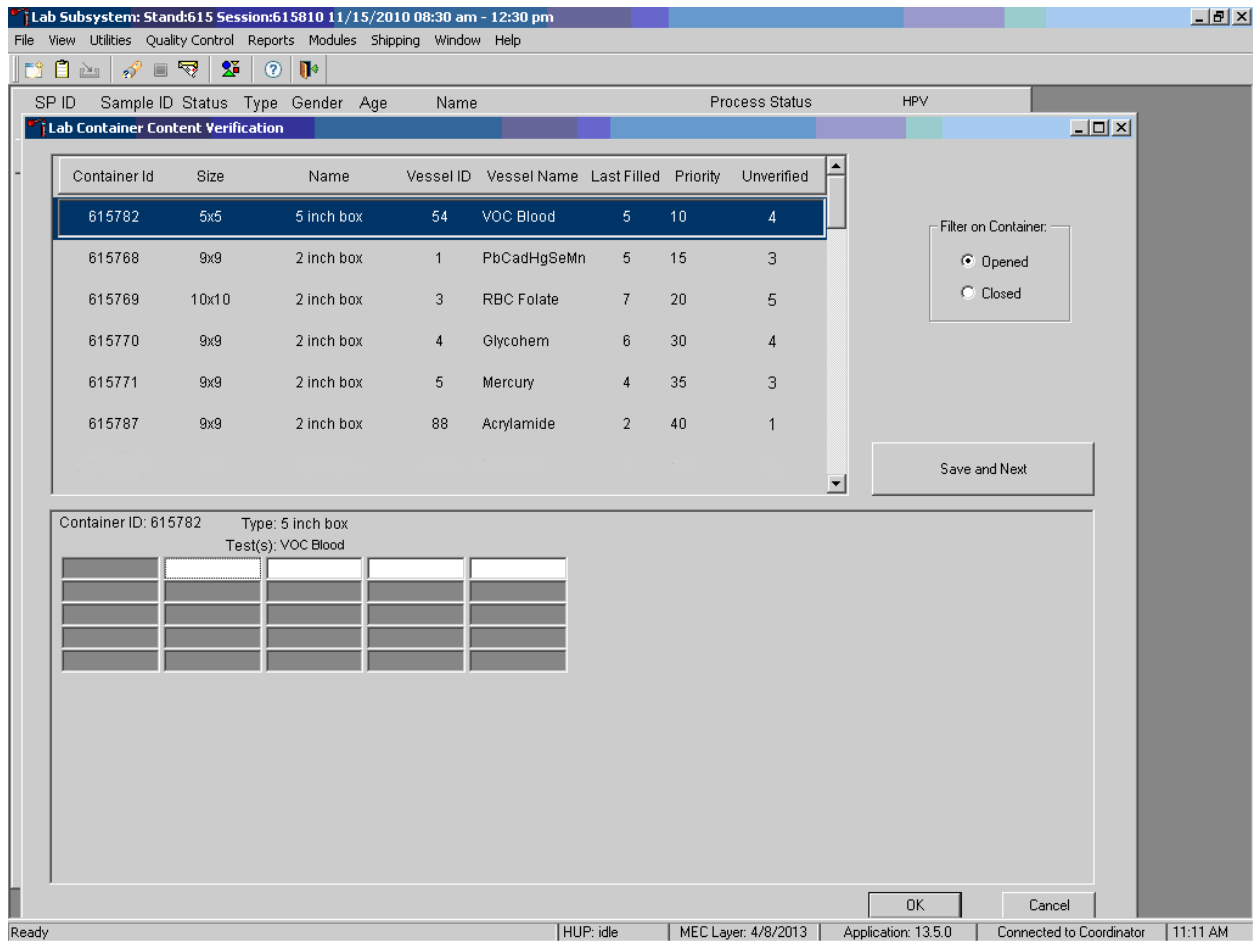 Lab Subsystem: Stand:615 Session:615810 11/15/2010 08:30 am - 12:30 pm
File View Utilities Quality Control Reports Modules Shipping Window Help
SP ID Sample ID Status Type Gender Age Name Process Status HPV
Lab Container Content Verification
Container Id Size Name Vessel ID Vessel Name Last Filled Priority Unverified
615782 5x5 5 inch box 54 VOC Blood 5 10 4
615768 9x9 2 inch box 1 PbCadHgSeMn 5 15 3
615769 10x10 2 inch box 3 RBC Folate 7 20 5
615770 9x9 2 inch box 4 Glycohem 6 30 4
615771 9x9 2 inch box 5 Mercury 4 35 3
615787 9x9 2 inch box 88 Acrylamide 2 40 1
Filter on Container:
Opened
Closed
Save and Next
Container ID: 615782 Type: 5 inch box
Test(s): VOC Blood
OK Cancel
Ready HUP: idle MEC Layer: 4/8/2013 Application: 13.5.0 Connected to Coordinator 11:11 AM